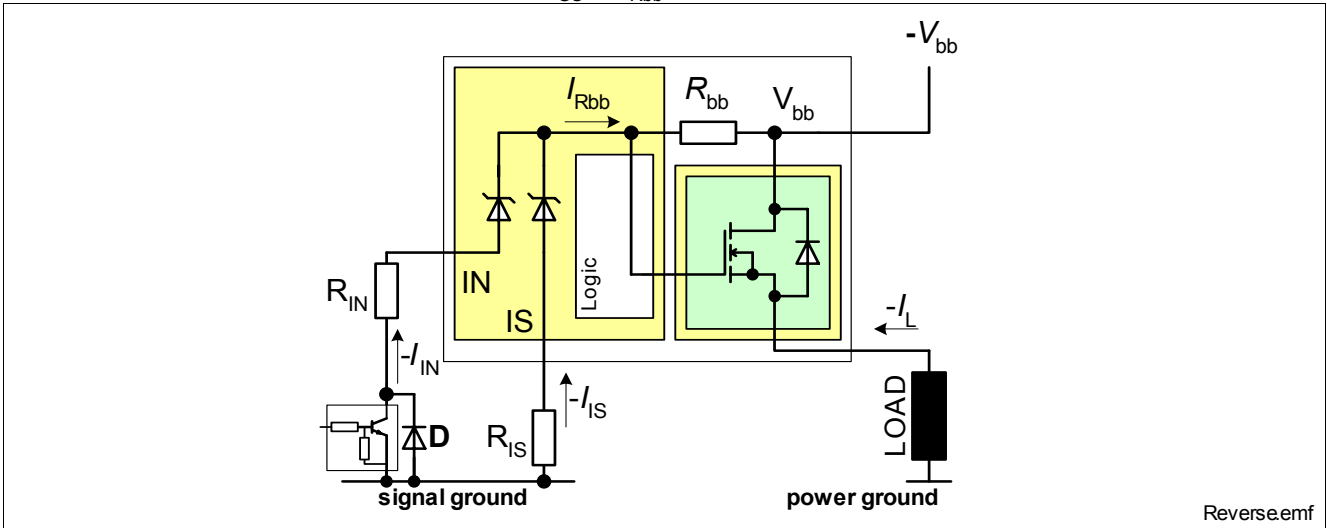 -Vbb
IRbb
Rbb
Vbb
Logic
IN
RIN
IS
-IL
-IIN
-IIS
D
RIS
LOAD
signal ground
power ground
Reverse.emf